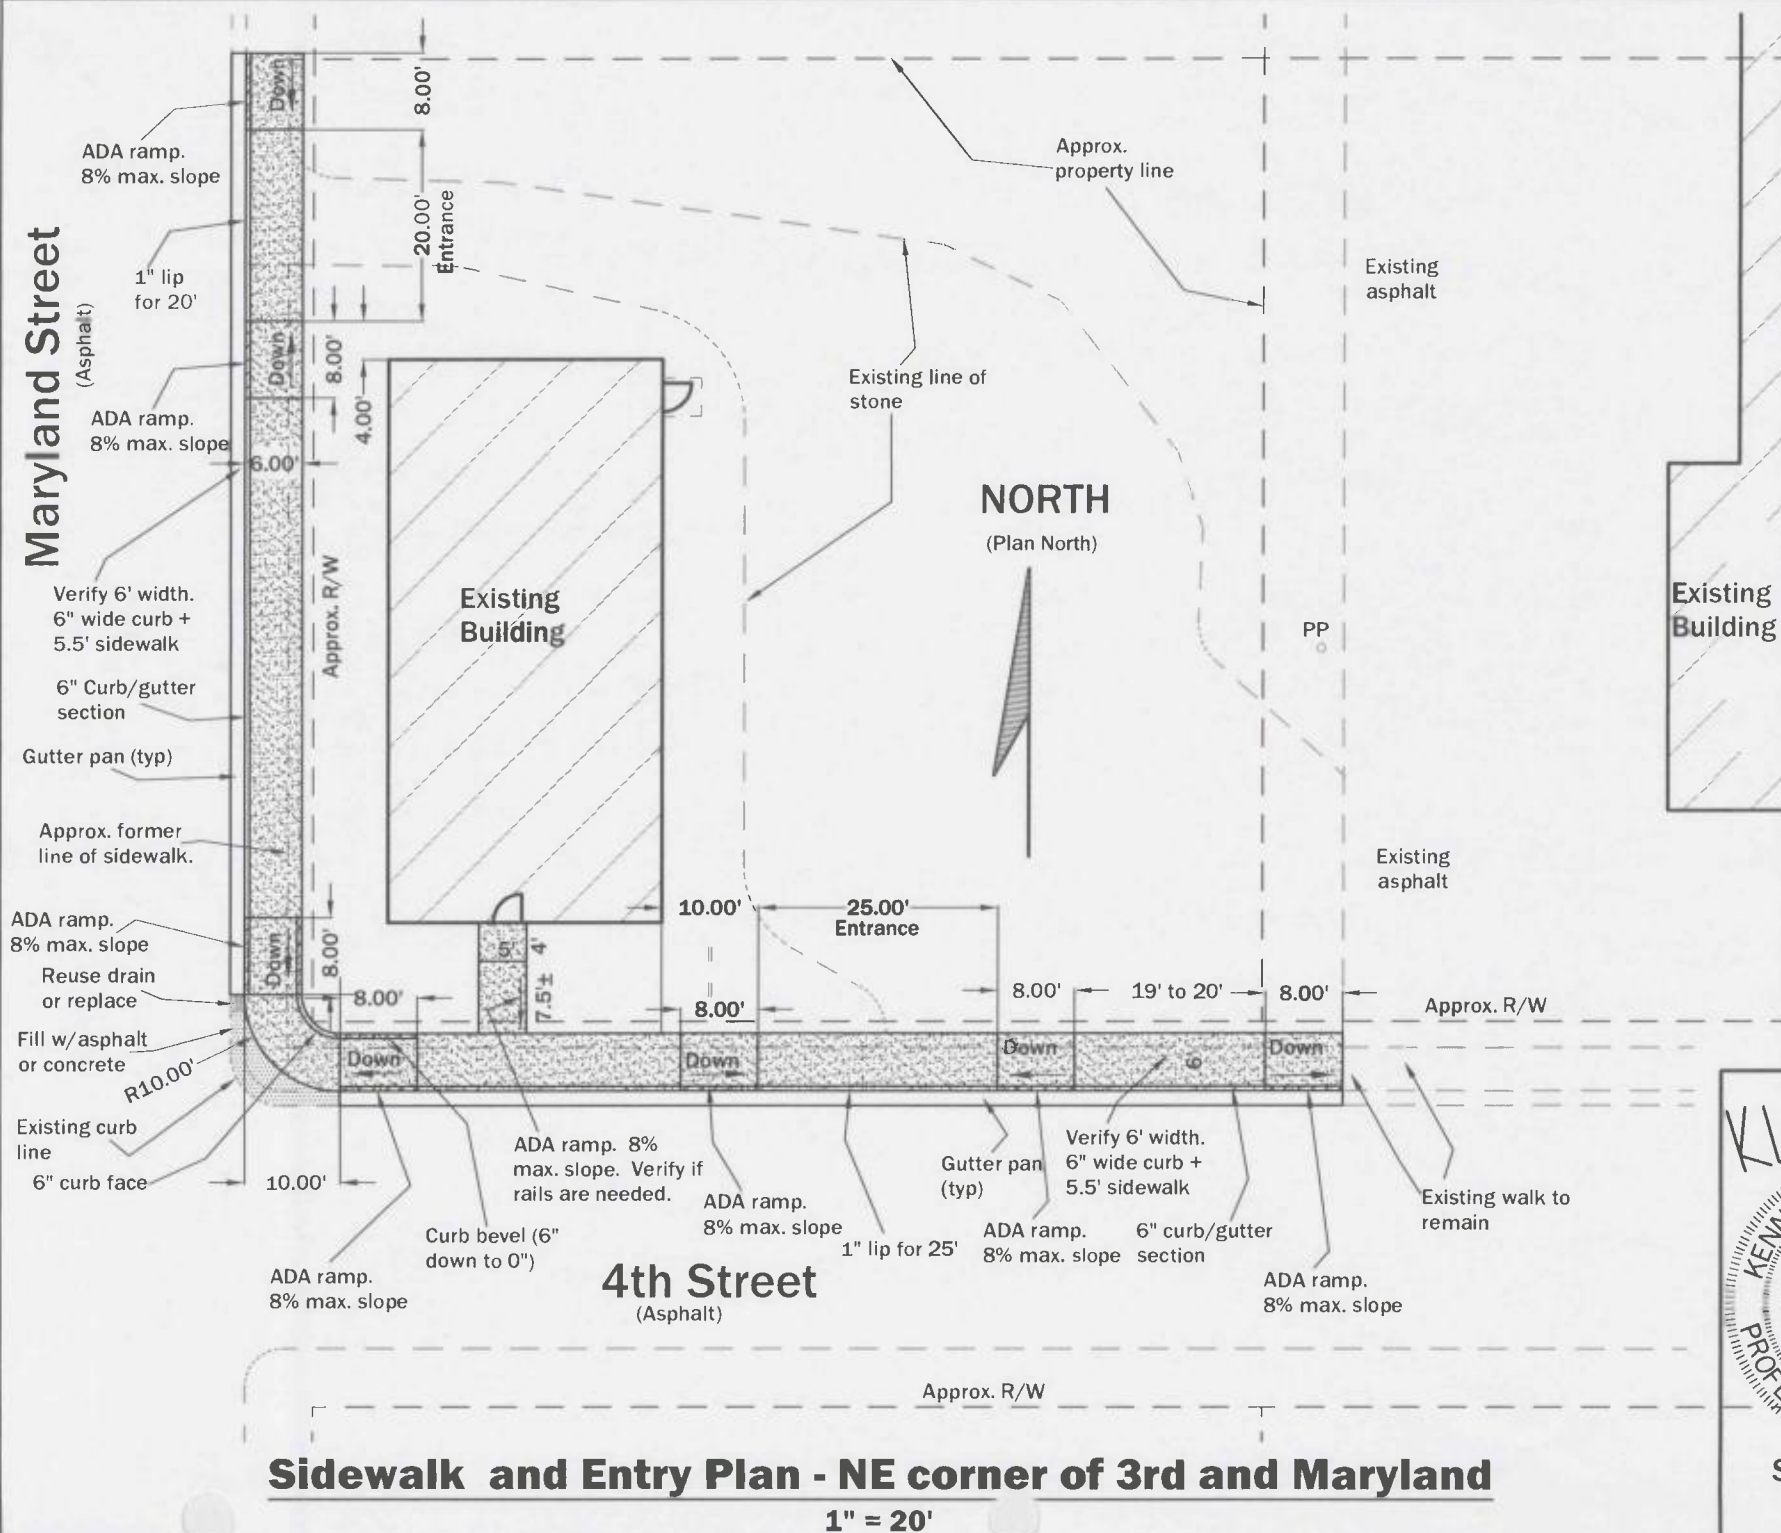 Down
8.00'
ADA ramp.
8% max. slope
20.00'
Entrance
Approx.
property line
Maryland Street
(Asphalt)
1" lip
for 20'
Existing
asphalt
Down
8.00'
4.00'
Existing line of
stone
ADA ramp.
8% max. slope
6.00'
NORTH
(Plan North)
Verify 6' width.
6" wide curb +
5.5' sidewalk
Approx. R/W
Existing
Building
PP
Existing
Building
6" Curb/gutter
section
Gutter pan (typ)
Approx. former
line of sidewalk.
Existing
asphalt
ADA ramp.
8% max. slope
Down
8.00'
10.00'
25.00'
Entrance
5'
4'
7.5'±
Reuse drain
or replace
8.00'
8.00'
8.00'
19' to 20'
8.00'
Approx. R/W
Fill w/asphalt
or concrete
R10.00'
Down
Down
Down
6'
Down
Existing curb
line
6" curb face
10.00'
ADA ramp. 8%
max. slope. Verify if
rails are needed.
Gutter pan
(typ)
Verify 6' width.
6" wide curb +
5.5' sidewalk
ADA ramp.
8% max. slope
Curb bevel (6"
down to 0")
1" lip for 25'
ADA ramp.
8% max. slope
6" curb/gutter
section
Existing walk to
remain
ADA ramp.
8% max. slope
4th Street
(Asphalt)
ADA ramp.
8% max. slope
Approx. R/W
Sidewalk and Entry Plan - NE corner of 3rd and Maryland
1" = 20'